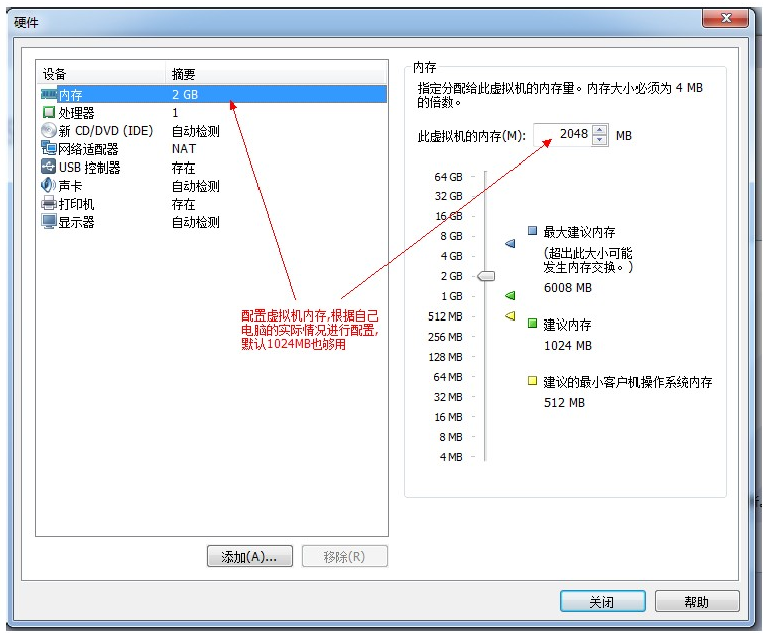 硬件
设备 摘要
内存 2 GB
处理器 1
新 CD/DVD (IDE) 自动检测
网络适配器 NAT
USB 控制器 存在
声卡 自动检测
打印机 存在
显示器 自动检测
配置虚拟机内存,根据自己
电脑的实际情况进行配置,
默认1024MB也够用
添加(A)... 移除(R)
内存
指定分配给此虚拟机的内存量。内存大小必须为 4 MB
的倍数。
此虚拟机的内存(M): 2048 MB
64 GB
32 GB
16 GB
8 GB
4 GB
2 GB
1 GB
512 MB
256 MB
128 MB
64 MB
32 MB
16 MB
8 MB
4 MB
最大建议内存
(超出此大小可能
发生内存交换。)
6008 MB
建议内存
1024 MB
建议的最小客户机操作系统内存
512 MB
关闭 帮助